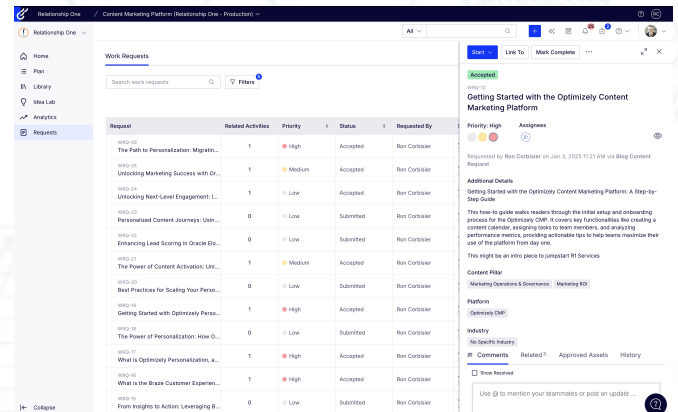 Relationship One / Content Marketing Platform (Relationship One - Production)
RC
Relationship One
All
25
2
Home
Plan
Library
Idea Lab
Analytics
Requests
Collapse
Work Requests
Search work requests
Filters
Request Related Activities Priority Status Requested By
WRQ-26
The Path to Personalization: Migratin... 1 High Accepted Ron Corbisier
WRQ-25
Unlocking Marketing Success with Or... 1 Medium Accepted Ron Corbisier
WRQ-24
Unlocking Next-Level Engagement: I... 1 Low Accepted Ron Corbisier
WRQ-23
Personalized Content Journeys: Usin... 0 Low Submitted Ron Corbisier
WRQ-22
Enhancing Lead Scoring in Oracle Elo... 0 Low Submitted Ron Corbisier
WRQ-21
The Power of Content Activation: Unl... 1 Medium Accepted Ron Corbisier
WRQ-20
Best Practices for Scaling Your Perso... 0 Low Submitted Ron Corbisier
WRQ-19
Getting Started with Optimizely Perso... 1 High Accepted Ron Corbisier
WRQ-18
The Power of Personalization: How O... 0 Low Submitted Ron Corbisier
WRQ-17
What is Optimizely Personalization, a... 1 High Accepted Ron Corbisier
WRQ-16
What is the Braze Customer Experien... 1 High Accepted Ron Corbisier
WRQ-15
From Insights to Action: Leveraging B... 0 Low Submitted Ron Corbisier
Start Link To Mark Complete ...
Accepted
WRQ-12
Getting Started with the Optimizely Content
Marketing Platform
Priority: High Assignees
Requested by Ron Corbisier on Jan 3, 2025 11:21 AM via Blog Content
Request
Additional Details
Getting Started with the Optimizely Content Marketing Platform: A Step-by-
Step Guide
This how-to guide walks readers through the initial setup and onboarding
process for the Optimizely CMP. It covers key functionalities like creating a
content calendar, assigning tasks to team members, and analyzing
performance metrics, providing actionable tips to help teams maximize their
use of the platform from day one.
This might be an intro piece to jumpstart R1 Services
Content Pillar
Marketing Operations & Governance Marketing ROI
Platform
Optimizely CMP
Industry
No Specific Industry
Comments Related Approved Assets History
Show Resolved
Use @ to mention your teammates or post an update ...